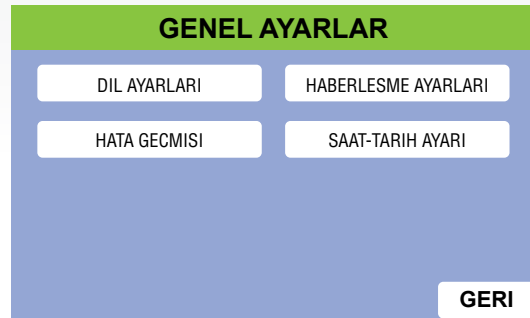 GENEL AYARLAR
DIL AYARLARI
HABERLESME AYARLARI
HATA GECMISI
SAAT-TARIH AYARI
GERI